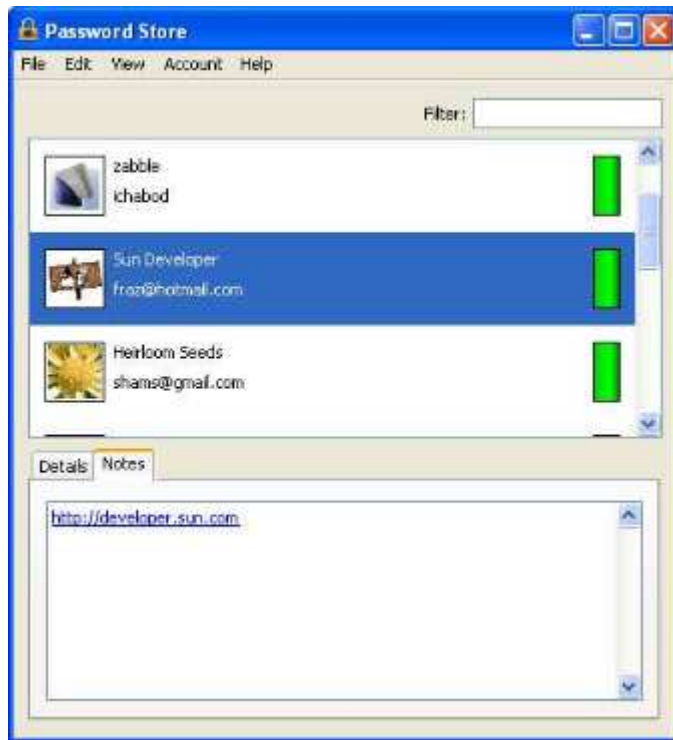 Password Store
File Edit View Account Help
Filter:
zabble
ichabod
Sun Developer
fraz@hotmail.com
Heirloom Seeds
shams@gmail.com
Details Notes
http://developer.sun.com